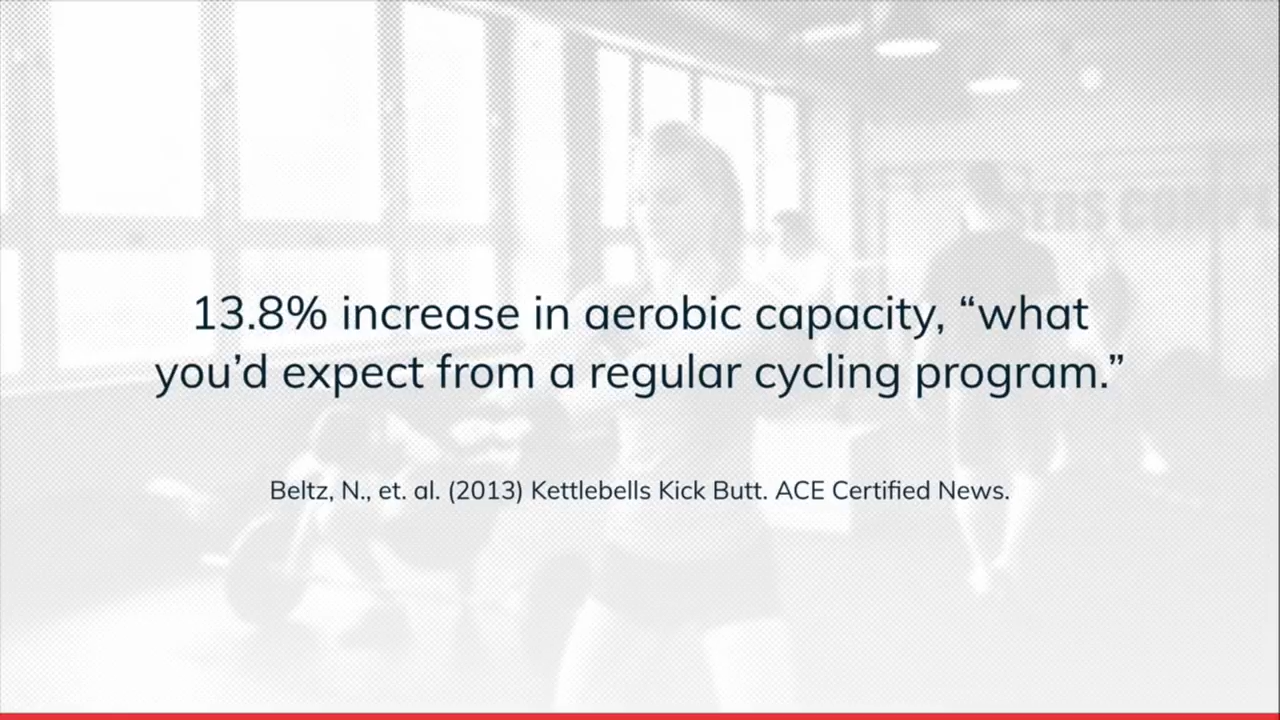 13.8% increase in aerobic capacity, “what
you’d expect from a regular cycling program.”
Beltz, N., et. al. (2013) Kettlebells Kick Butt. ACE Certified News.